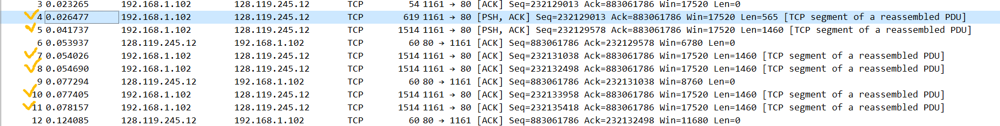 3 0.023265 192.168.1.102 128.119.245.12 TCP 54 1161 → 80 [ACK] Seq=232129013 Ack=883061786 Win=17520 Len=0
4 0.026477 192.168.1.102 128.119.245.12 TCP 619 1161 → 80 [PSH, ACK] Seq=232129013 Ack=883061786 Win=17520 Len=565 [TCP segment of a reassembled PDU]
5 0.041737 192.168.1.102 128.119.245.12 TCP 1514 1161 → 80 [PSH, ACK] Seq=232129578 Ack=883061786 Win=17520 Len=1460 [TCP segment of a reassembled PDU]
6 0.053937 128.119.245.12 192.168.1.102 TCP 60 80 → 1161 [ACK] Seq=883061786 Ack=232129578 Win=6780 Len=0
7 0.054026 192.168.1.102 128.119.245.12 TCP 1514 1161 → 80 [ACK] Seq=232131038 Ack=883061786 Win=17520 Len=1460 [TCP segment of a reassembled PDU]
8 0.054690 192.168.1.102 128.119.245.12 TCP 1514 1161 → 80 [ACK] Seq=232132498 Ack=883061786 Win=17520 Len=1460 [TCP segment of a reassembled PDU]
9 0.077294 128.119.245.12 192.168.1.102 TCP 60 80 → 1161 [ACK] Seq=883061786 Ack=232131038 Win=8760 Len=0
10 0.077405 192.168.1.102 128.119.245.12 TCP 1514 1161 → 80 [ACK] Seq=232133958 Ack=883061786 Win=17520 Len=1460 [TCP segment of a reassembled PDU]
11 0.078157 192.168.1.102 128.119.245.12 TCP 1514 1161 → 80 [ACK] Seq=232135418 Ack=883061786 Win=17520 Len=1460 [TCP segment of a reassembled PDU]
12 0.124085 128.119.245.12 192.168.1.102 TCP 60 80 → 1161 [ACK] Seq=883061786 Ack=232132498 Win=11680 Len=0